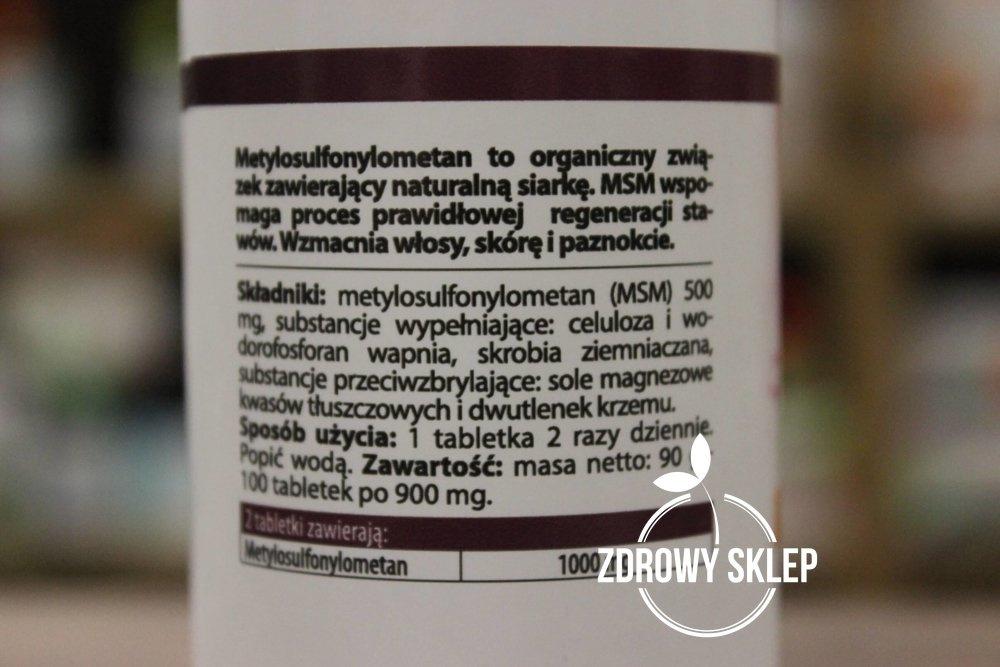 Metylosulfonylometan to organiczny zwią-
zek zawierający naturalną siarkę. MSM wspo-
maga proces prawidłowej regeneracji sta-
wów. Wzmacnia włosy, skórę i paznokcie.
Składniki: metylosulfonylometan (MSM) 500
mg, substancje wypełniające: celuloza i wo-
dorofosforan wapnia, skrobia ziemniaczana,
substancje przeciwzbrylające: sole magnezowe
kwasów tłuszczowych i dwutlenek krzemu.
Sposób użycia: 1 tabletka 2 razy dziennie.
Popić wodą. Zawartość: masa netto: 90
100 tabletek po 900 mg.
2 tabletki zawierają:
Metylosulfonylometan 1000
ZDROWY SKLEP